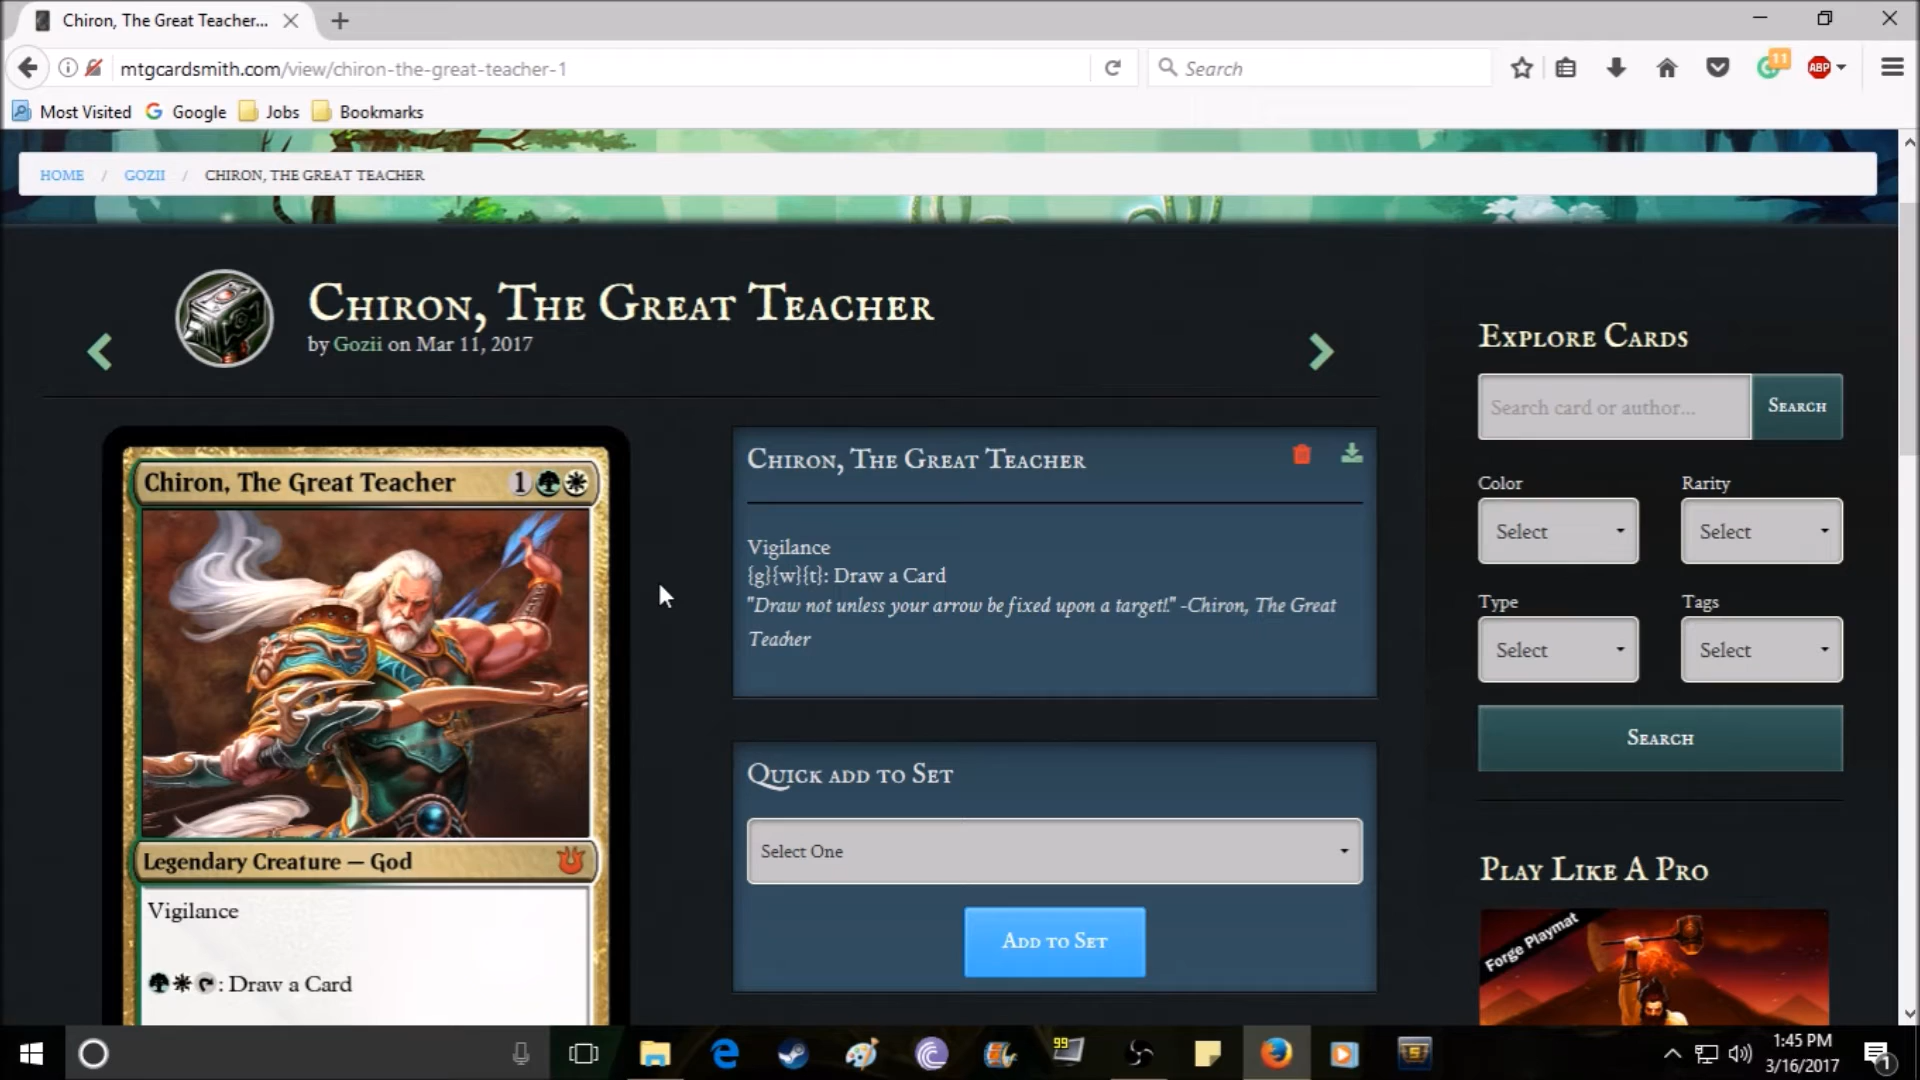 Chiron, The Great Teacher...
mtgcardsmith.com/view/chiron-the-great-teacher-1
Search
11
ABP
Most Visited
Google
Jobs
Bookmarks
HOME / GOZII / CHIRON, THE GREAT TEACHER
Chiron, The Great Teacher
by Gozii on Mar 11, 2017
Chiron, The Great Teacher 1
Legendary Creature — God
Vigilance
: Draw a Card
Chiron, The Great Teacher
Vigilance
{g}{w}{t}: Draw a Card
"Draw not unless your arrow be fixed upon a target!" -Chiron, The Great
Teacher
Quick add to Set
Select One
Add to Set
Explore Cards
Search card or author...
Search
Color
Rarity
Select
Select
Type
Tags
Select
Select
Search
Play Like A Pro
Forge Playmat
99
1:45 PM
3/16/2017
1